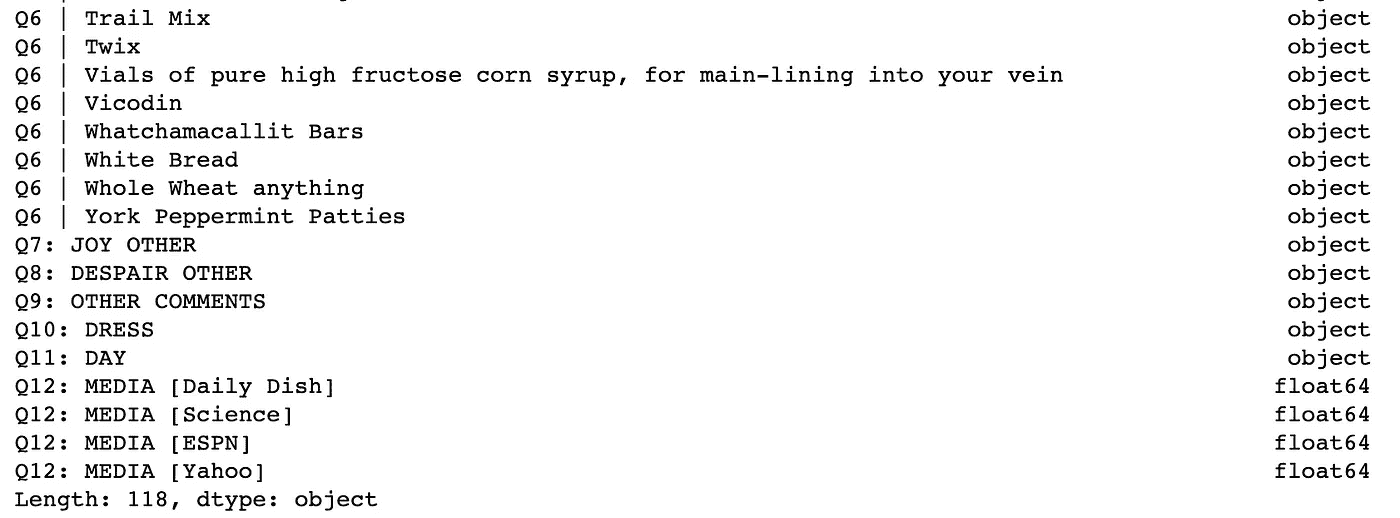 Q6 | Trail Mix object
Q6 | Twix object
Q6 | Vials of pure high fructose corn syrup, for main-lining into your vein object
Q6 | Vicodin object
Q6 | Whatchamacallit Bars object
Q6 | White Bread object
Q6 | Whole Wheat anything object
Q6 | York Peppermint Patties object
Q7: JOY OTHER object
Q8: DESPAIR OTHER object
Q9: OTHER COMMENTS object
Q10: DRESS object
Q11: DAY object
Q12: MEDIA [Daily Dish] float64
Q12: MEDIA [Science] float64
Q12: MEDIA [ESPN] float64
Q12: MEDIA [Yahoo] float64
Length: 118, dtype: object